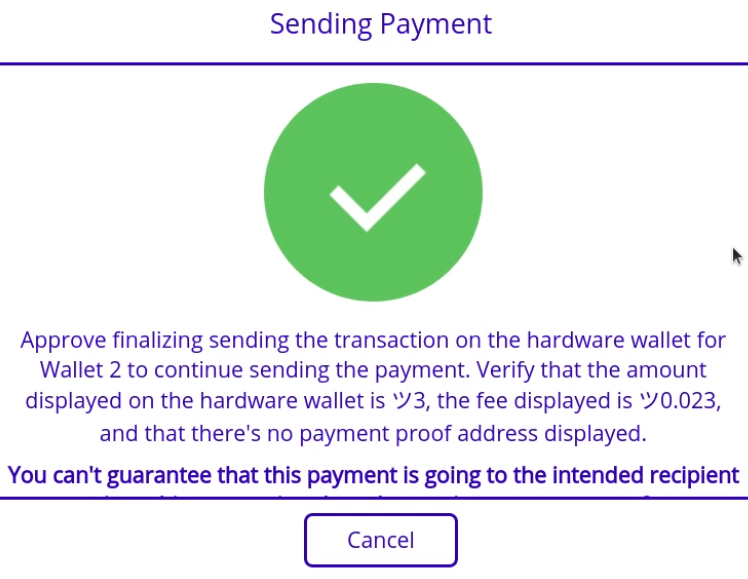 Sending Payment
Approve finalizing sending the transaction on the hardware wallet for
Wallet 2 to continue sending the payment. Verify that the amount
displayed on the hardware wallet is ツ3, the fee displayed is ツ0.023,
and that there's no payment proof address displayed.
You can't guarantee that this payment is going to the intended recipient
Cancel